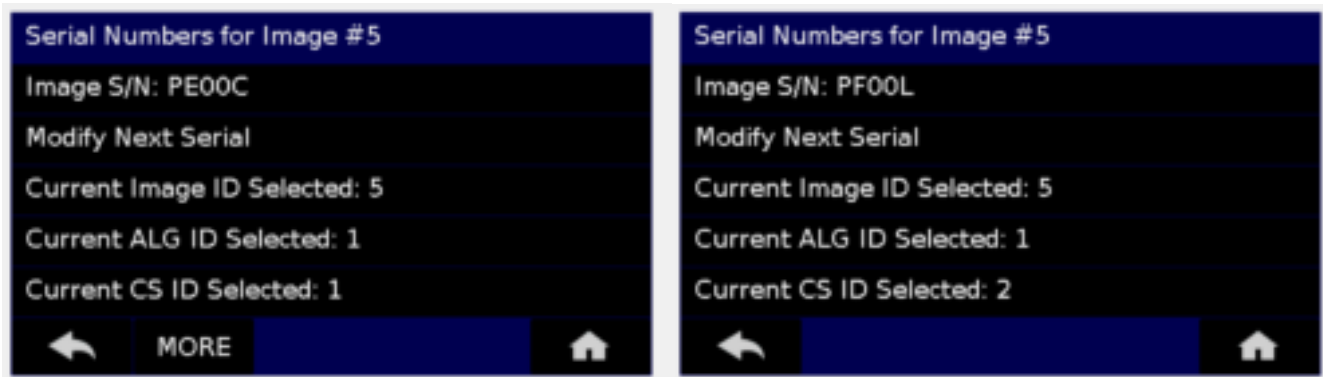 Serial Numbers for Image #5
Image S/N: PE00C
Modify Next Serial
Current Image ID Selected: 5
Current ALG ID Selected: 1
Current CS ID Selected: 1
MORE
Serial Numbers for Image #5
Image S/N: PF00L
Modify Next Serial
Current Image ID Selected: 5
Current ALG ID Selected: 1
Current CS ID Selected: 2